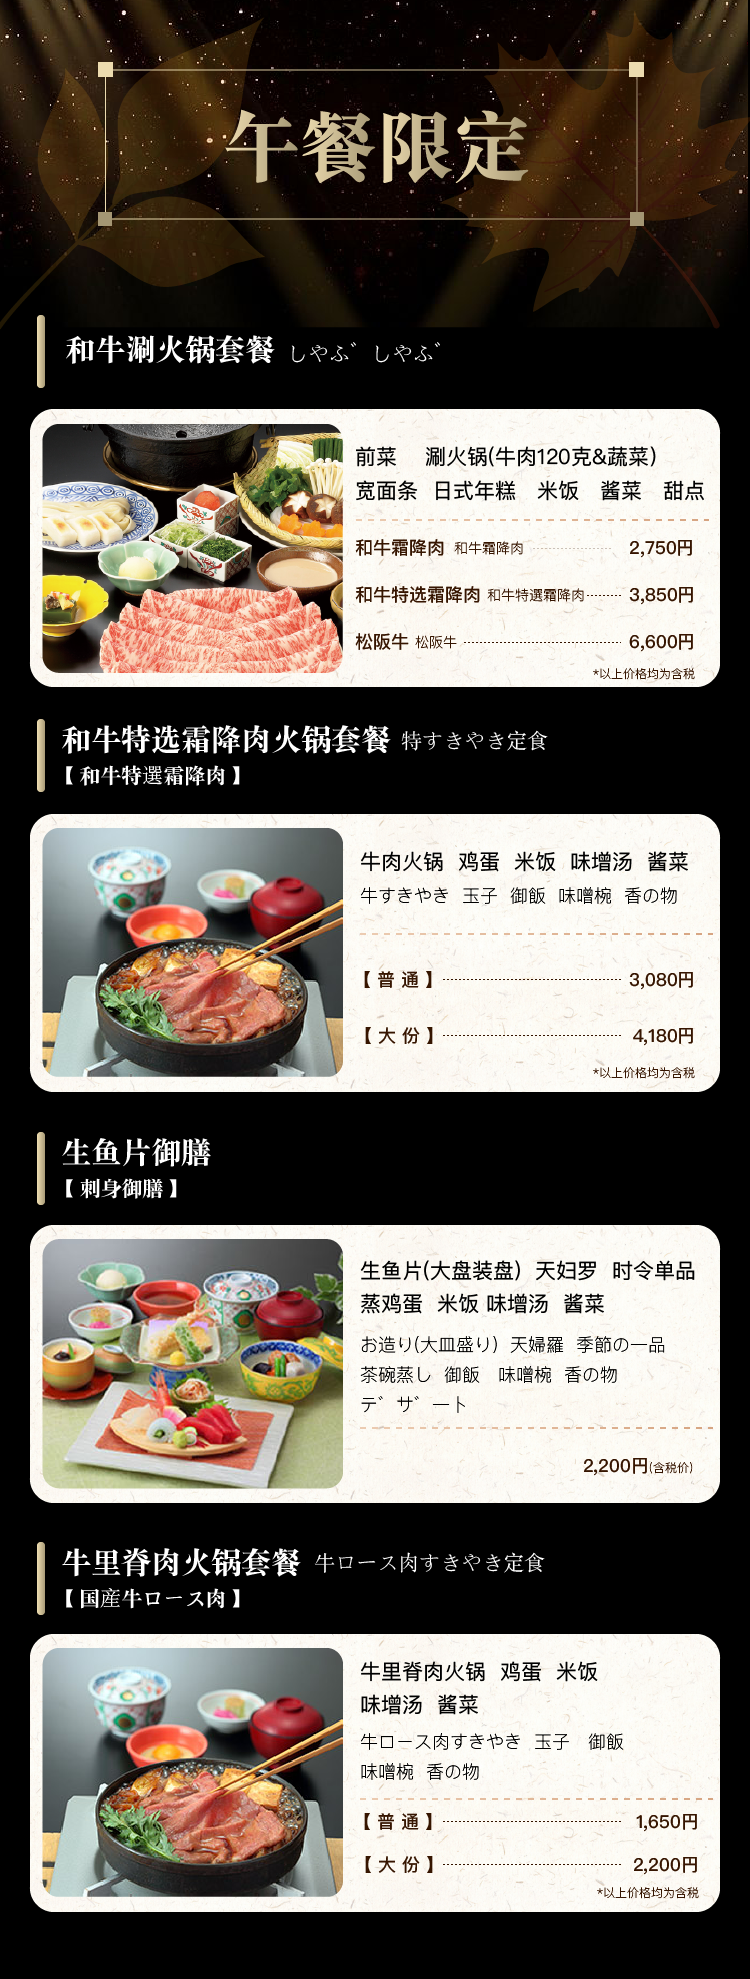 午餐限定
和牛涮火锅套餐 しゃぶしゃぶ
前菜 涮火锅(牛肉120克&蔬菜)
宽面条 日式年糕 米饭 酱菜 甜点
和牛霜降肉 和牛霜降肉 2,750円
和牛特选霜降肉 和牛特選霜降肉 3,850円
松阪牛 松阪牛 6,600円
*以上价格均为含税
和牛特选霜降肉火锅套餐 特すきやき定食
【 和牛特選霜降肉 】
牛肉火锅 鸡蛋 米饭 味增汤 酱菜
牛すきやき 玉子 御飯 味噌椀 香の物
【 普 通 】 3,080円
【 大 份 】 4,180円
*以上价格均为含税
生鱼片御膳
【 刺身御膳 】
生鱼片(大盘装盘) 天妇罗 时令单品
蒸鸡蛋 米饭 味增汤 酱菜
お造り(大皿盛り) 天婦羅 季節の一品
茶碗蒸し 御飯 味噌椀 香の物
デザート
2,200円(含税价)
牛里脊肉火锅套餐 牛ロース肉すきやき定食
【 国産牛ロース肉 】
牛里脊肉火锅 鸡蛋 米饭
味增汤 酱菜
牛ロース肉すきやき 玉子 御飯
味噌椀 香の物
【 普 通 】 1,650円
【 大 份 】 2,200円
*以上价格均为含税